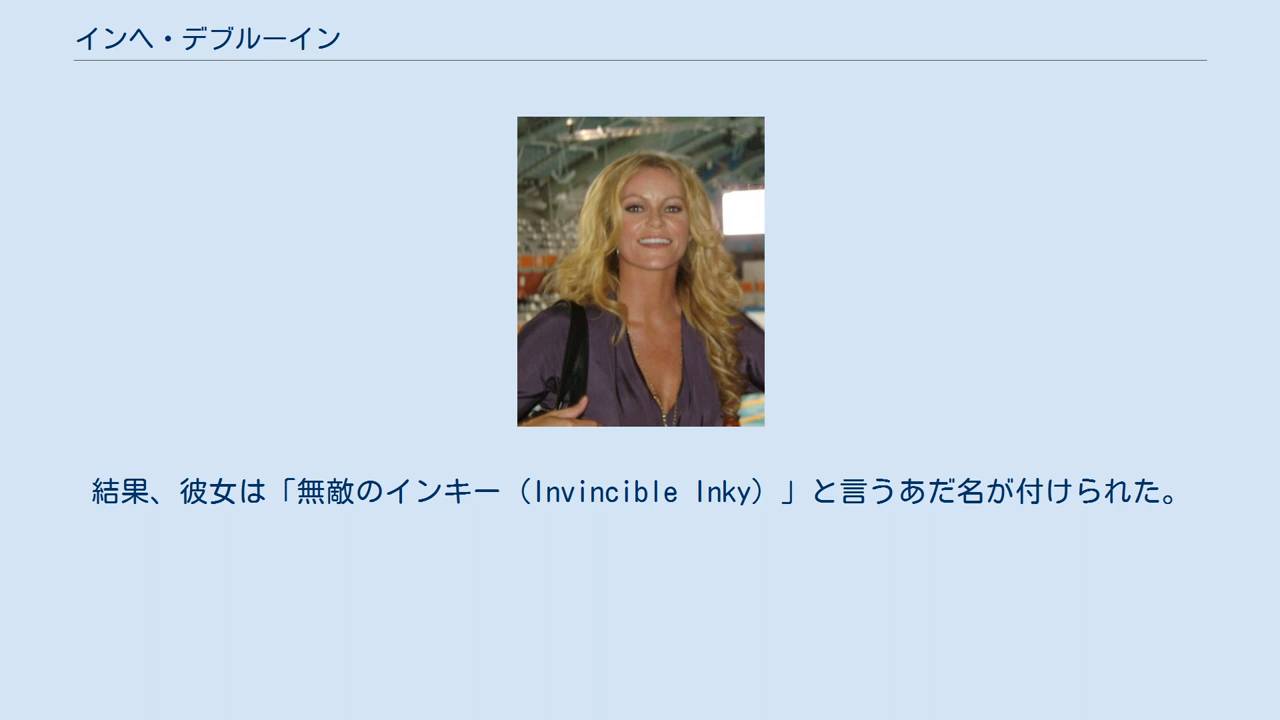 インヘ・デブルーイン
結果、彼女は「無敵のインキー（Invincible Inky）」と言うあだ名が付けられた。